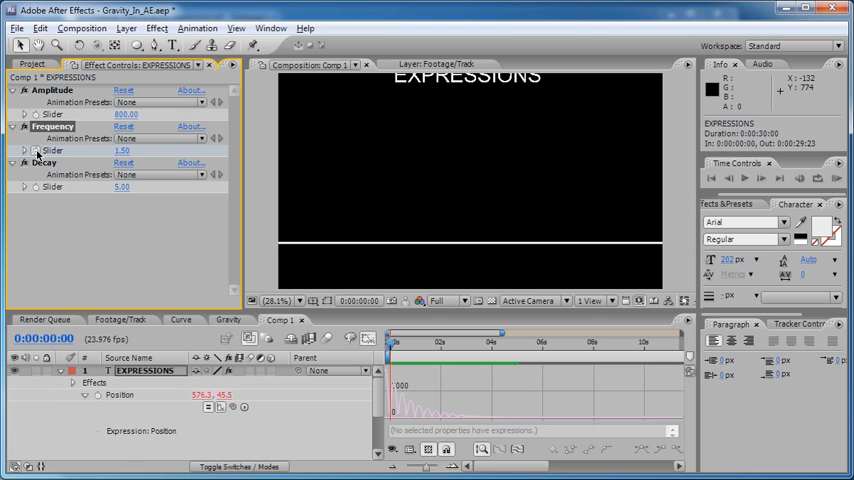 Adobe After Effects - Gravity_In_AE.aep *
File Edit Composition Layer Effect Animation View Window Help
Workspace: Standard
Project Effect Controls: EXPRESSIONS
Comp 1 * EXPRESSIONS
Amplitude Reset About...
Animation Presets: None
Slider 800.00
Frequency Reset About...
Animation Presets: None
Slider 1.50
Decay Reset About...
Animation Presets: None
Slider 5.00
Composition: Comp 1 Layer: Footage/Track
EXPRESSIONS
(28.1%) 0:00:00:00 Full Active Camera 1 View
Info Audio
R : X : -132
G : Y : 774
B :
A : 0
EXPRESSIONS
Duration: 0:00:30:00
In: 0:00:00:00, Out: 0:00:29:23
Time Controls
ffects & Presets Character
Arial
Regular
202 px Auto
Metrics 0
- px
Paragraph Tracker Contr
0 px 0 px 0 p
0 px 0 px
Render Queue Footage/Track Curve Gravity Comp 1
0:00:00:00 (23.976 fps)
# Source Name Parent
1 T EXPRESSIONS None
Effects
Position 576.3, 45.5
Expression: Position
Toggle Switches / Modes
02s 04s 06s 08s 10s
0
(No selected properties have expressions.)